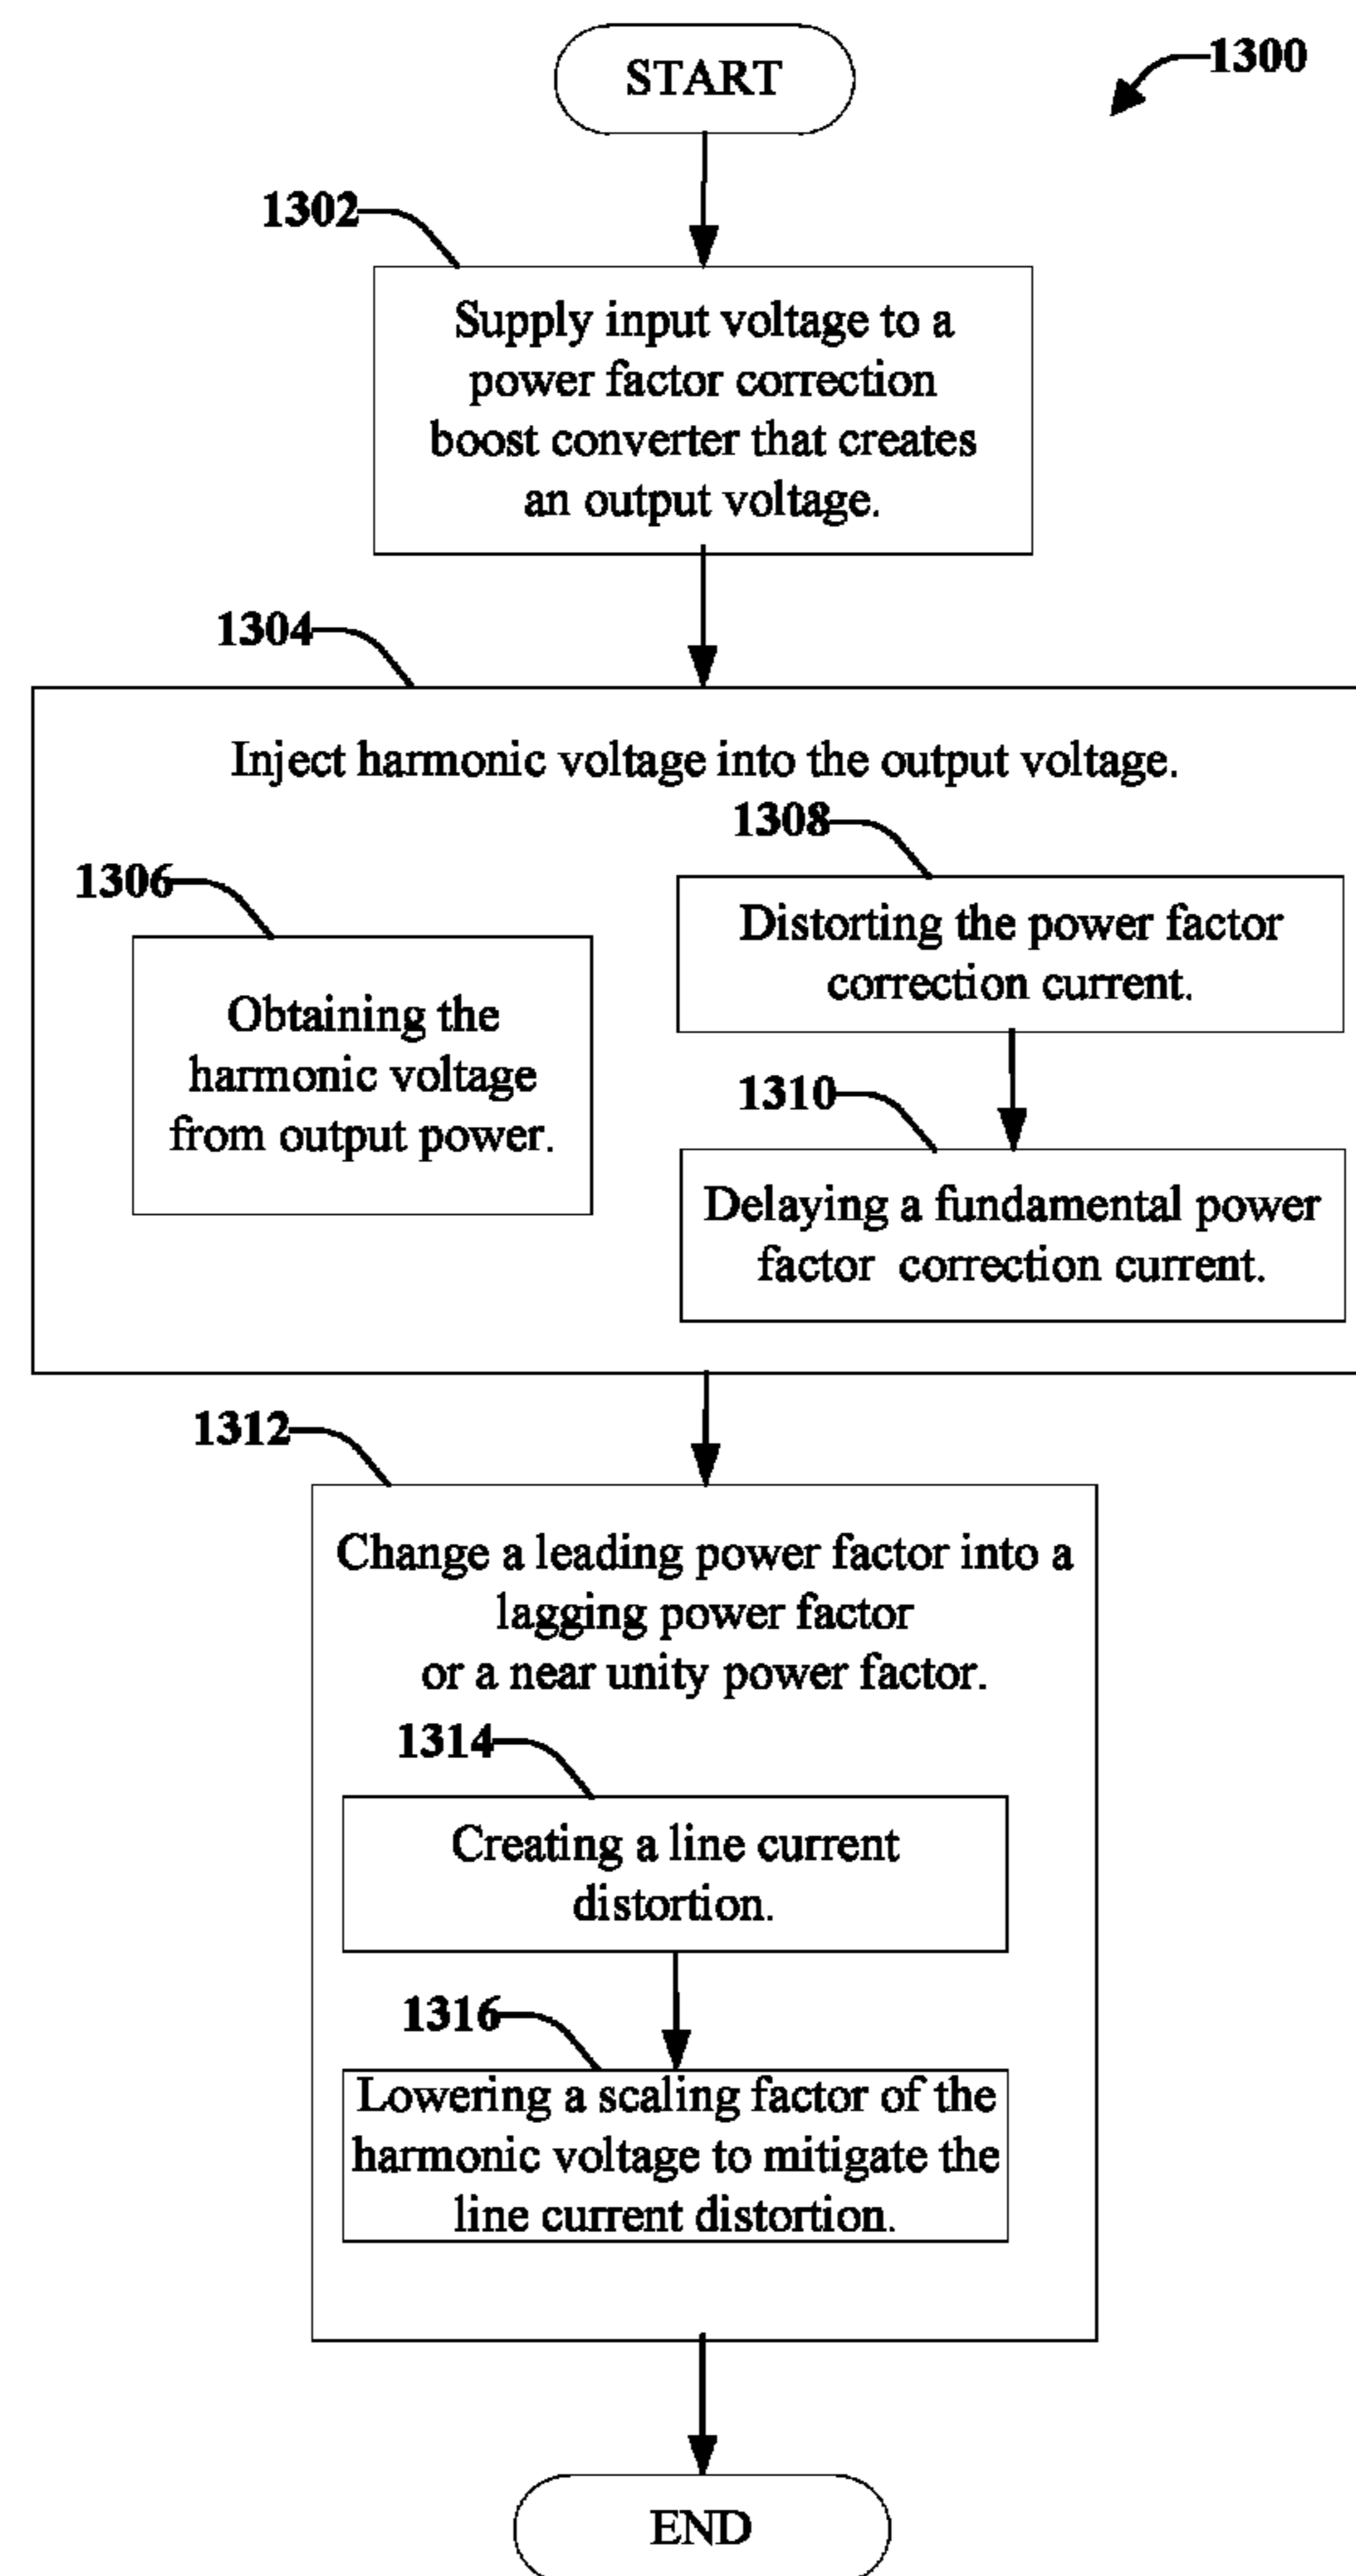 START
1300
1302
Supply input voltage to a
power factor correction
boost converter that creates
an output voltage.
1304
Inject harmonic voltage into the output voltage.
1306
Obtaining the
harmonic voltage
from output power.
1308
Distorting the power factor
correction current.
1310
Delaying a fundamental power
factor correction current.
1312
Change a leading power factor into a
lagging power factor
or a near unity power factor.
1314
Creating a line current
distortion.
1316
Lowering a scaling factor of the
harmonic voltage to mitigate the
line current distortion.
END